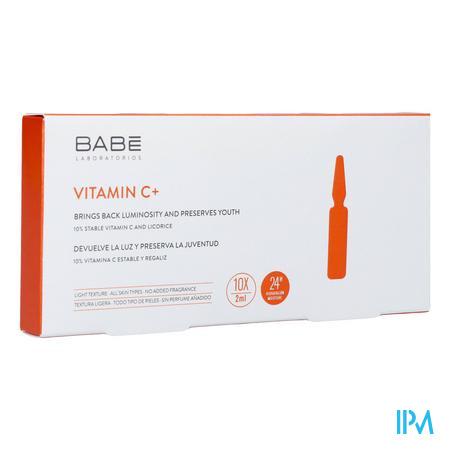 BABÉ
LABORATORIOS
VITAMIN C+
BRINGS BACK LUMINOSITY AND PRESERVES YOUTH
10% STABLE VITAMIN C AND LICORICE
DEVUELVE LA LUZ Y PRESERVA LA JUVENTUD
10% VITAMINA C ESTABLE Y REGALIZ
LIGHT TEXTURE · ALL SKIN TYPES · NO ADDED FRAGRANCE
TEXTURA LIGERA · TODO TIPO DE PIELES · SIN PERFUME AÑADIDO
10X
2ml
24H
HIDRATACIÓN
MOISTURE
IPM